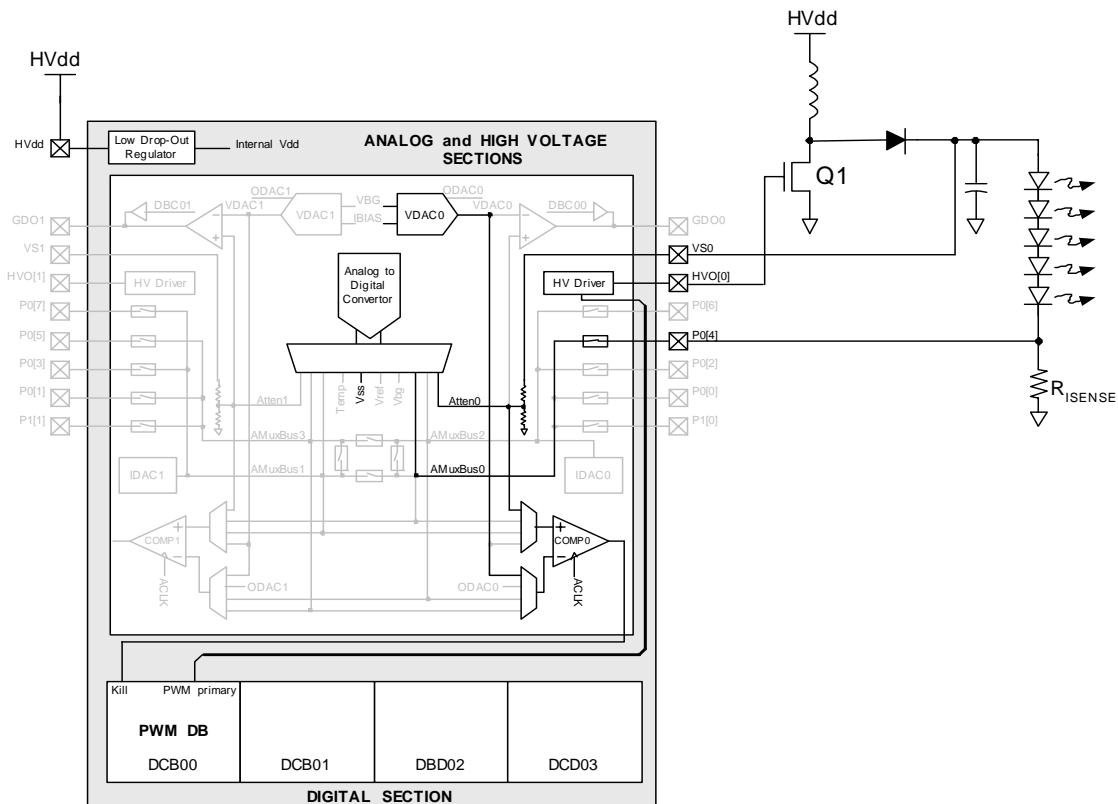 HVdd
HVdd
HVdd
Low Drop-Out
Regulator
Internal Vdd
ANALOG and HIGH VOLTAGE
SECTIONS
Q1
ODAC1
ODAC0
GDO1
DBC01
VDAC1
VDAC1
VBG
IBIAS
VDAC0
VDAC0
DBC00
GDO0
VS1
VS0
HVO[1]
HV Driver
Analog to
Digital
Convertor
HV Driver
HVO[0]
P0[7]
P0[6]
P0[5]
P0[4]
P0[3]
P0[2]
P0[1]
P0[0]
P1[1]
P1[0]
RISENSE
Atten1
Temp
Vss
Vref
Vbg
Atten0
AMuxBus3
AMuxBus2
IDAC1
AMuxBus1
AMuxBus0
IDAC0
COMP1
COMP0
ACLK
ODAC1
ODAC0
ACLK
Kill
PWM primary
PWM DB
DCB00
DCB01
DBD02
DCD03
DIGITAL SECTION